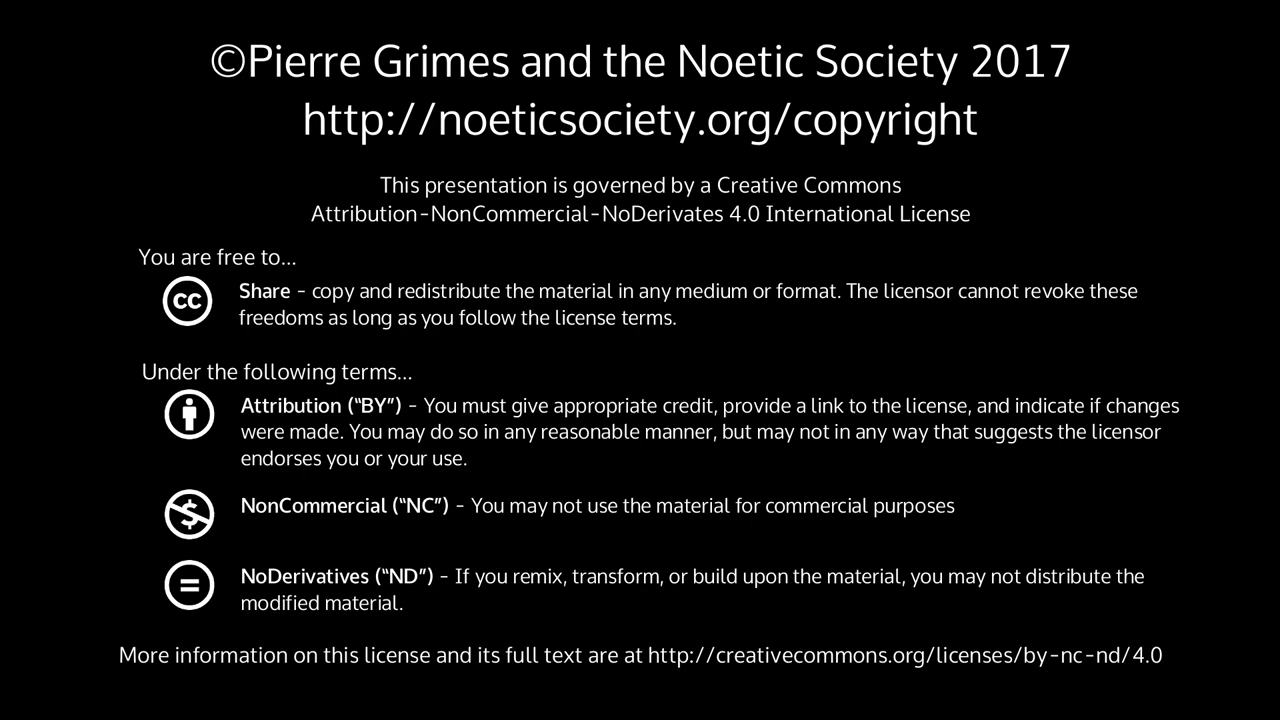 ©Pierre Grimes and the Noetic Society 2017
http://noeticsociety.org/copyright
This presentation is governed by a Creative Commons
Attribution-NonCommercial-NoDerivates 4.0 International License
You are free to...
cc
Share - copy and redistribute the material in any medium or format. The licensor cannot revoke these
freedoms as long as you follow the license terms.
Under the following terms...
Attribution (“BY”) - You must give appropriate credit, provide a link to the license, and indicate if changes
were made. You may do so in any reasonable manner, but may not in any way that suggests the licensor
endorses you or your use.
NonCommercial (“NC”) - You may not use the material for commercial purposes
NoDerivatives (“ND”) - If you remix, transform, or build upon the material, you may not distribute the
modified material.
More information on this license and its full text are at http://creativecommons.org/licenses/by-nc-nd/4.0